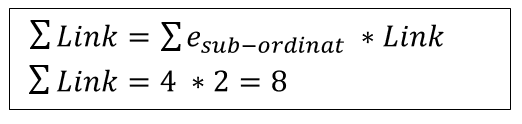 ∑ Link = ∑ e_sub−ordinat * Link
∑ Link = 4 * 2 = 8